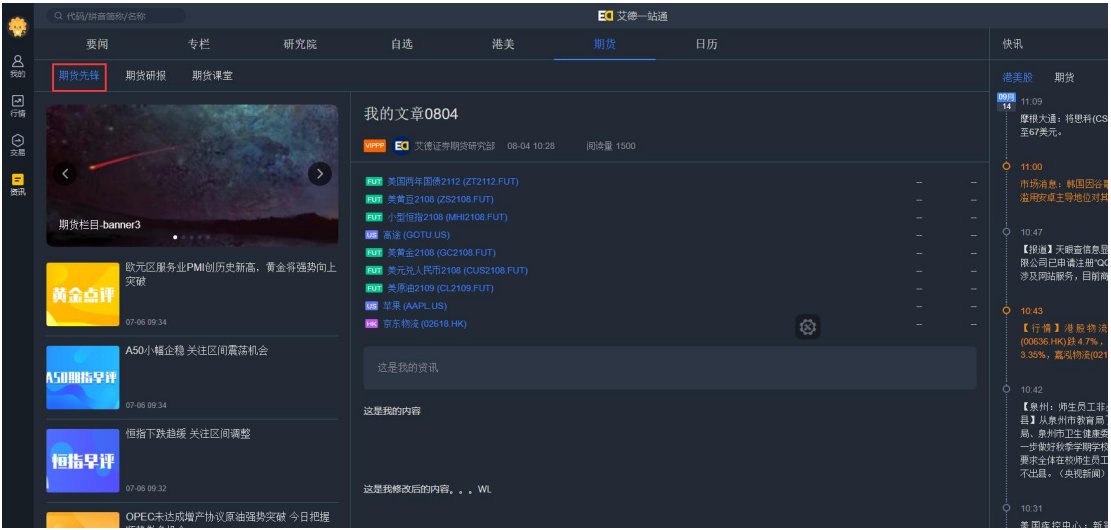 代码/拼音简称/名称
ED 艾德一站通
我的
行情
交易
资讯
要闻
专栏
研究院
自选
港美
期货
日历
快讯
期货先锋
期货研报
期货课堂
港美股
期货
期货栏目-banner3
黄金点评
欧元区服务业PMI创历史新高，黄金将强势向上
突破
07-06 09:34
A50期指早评
A50小幅企稳 关注区间震荡机会
07-06 09:34
恒指早评
恒指下跌趋缓 关注区间调整
07-06 09:32
OPEC未达成增产协议原油强势突破 今日把握
我的文章0804
VIPPP ED 艾德证券期货研究部 08-04 10:28 阅读量 1500
FUT 美国两年国债2112 (ZT2112.FUT) -- --
FUT 美黄豆2108 (ZS2108.FUT) -- --
FUT 小型恒指2108 (MHI2108.FUT) -- --
US 高途 (GOTU.US) -- --
FUT 美黄金2108 (GC2108.FUT) -- --
FUT 美元兑人民币2108 (CUS2108.FUT) -- --
FUT 美原油2109 (CL2109.FUT) -- --
US 苹果 (AAPL.US) -- --
HK 京东物流 (02618.HK) -- --
这是我的资讯
这是我的内容
这是我修改后的内容。。。WL
09月
14
11:09
摩根大通：将思科(CS
至67美元。
11:00
市场消息：韩国因谷
滥用安卓主导地位对其
10:47
【报道】天眼查信息显
限公司已申请注册“QQ
涉及网站服务，目前商
10:43
【行情】港股物流
(00636.HK)跌4.7%，
3.35%，嘉泓物流(021
10:42
【泉州：师生员工非
县】从泉州市教育局
局、泉州市卫生健康委
一步做好秋季学期学校
要求全体在校师生员工
不出县。（央视新闻）
10:31
美国疾控中心：新